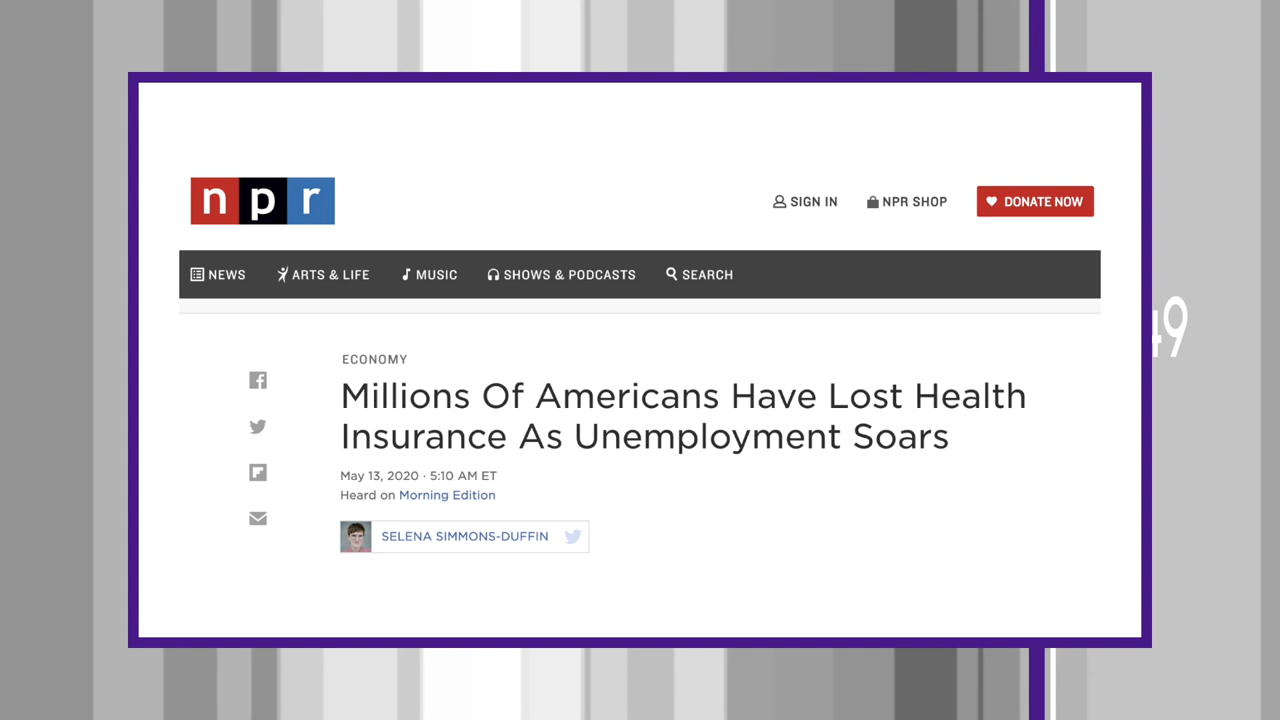 npr
SIGN IN
NPR SHOP
DONATE NOW
NEWS
ARTS & LIFE
MUSIC
SHOWS & PODCASTS
SEARCH
49
ECONOMY
Millions Of Americans Have Lost Health
Insurance As Unemployment Soars
May 13, 2020 · 5:10 AM ET
Heard on Morning Edition
SELENA SIMMONS-DUFFIN